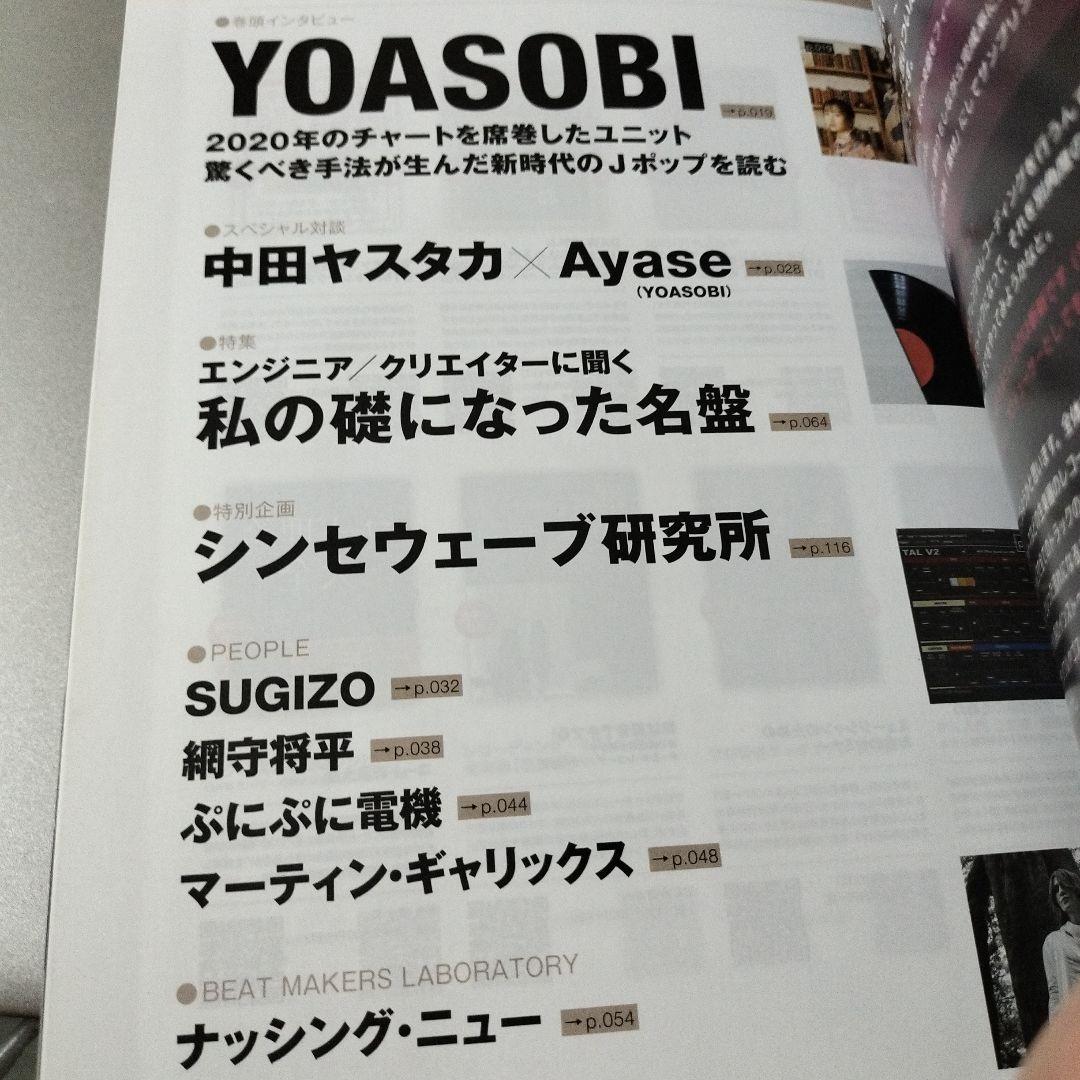 ●巻頭インタビュー
YOASOBI →p.019
2020年のチャートを席巻したユニット
驚くべき手法が生んだ新時代のJポップを読む
●スペシャル対談
中田ヤスタカ×Ayase →p.028
(YOASOBI)
●特集
エンジニア／クリエイターに聞く
私の礎になった名盤 →p.064
●特別企画
シンセウェーブ研究所 →p.116
●PEOPLE
SUGIZO →p.032
網守将平 →p.038
ぷにぷに電機 →p.044
マーティン・ギャリックス →p.048
●BEAT MAKERS LABORATORY
ナッシング・ニュー →p.054
p.019
TAL V2